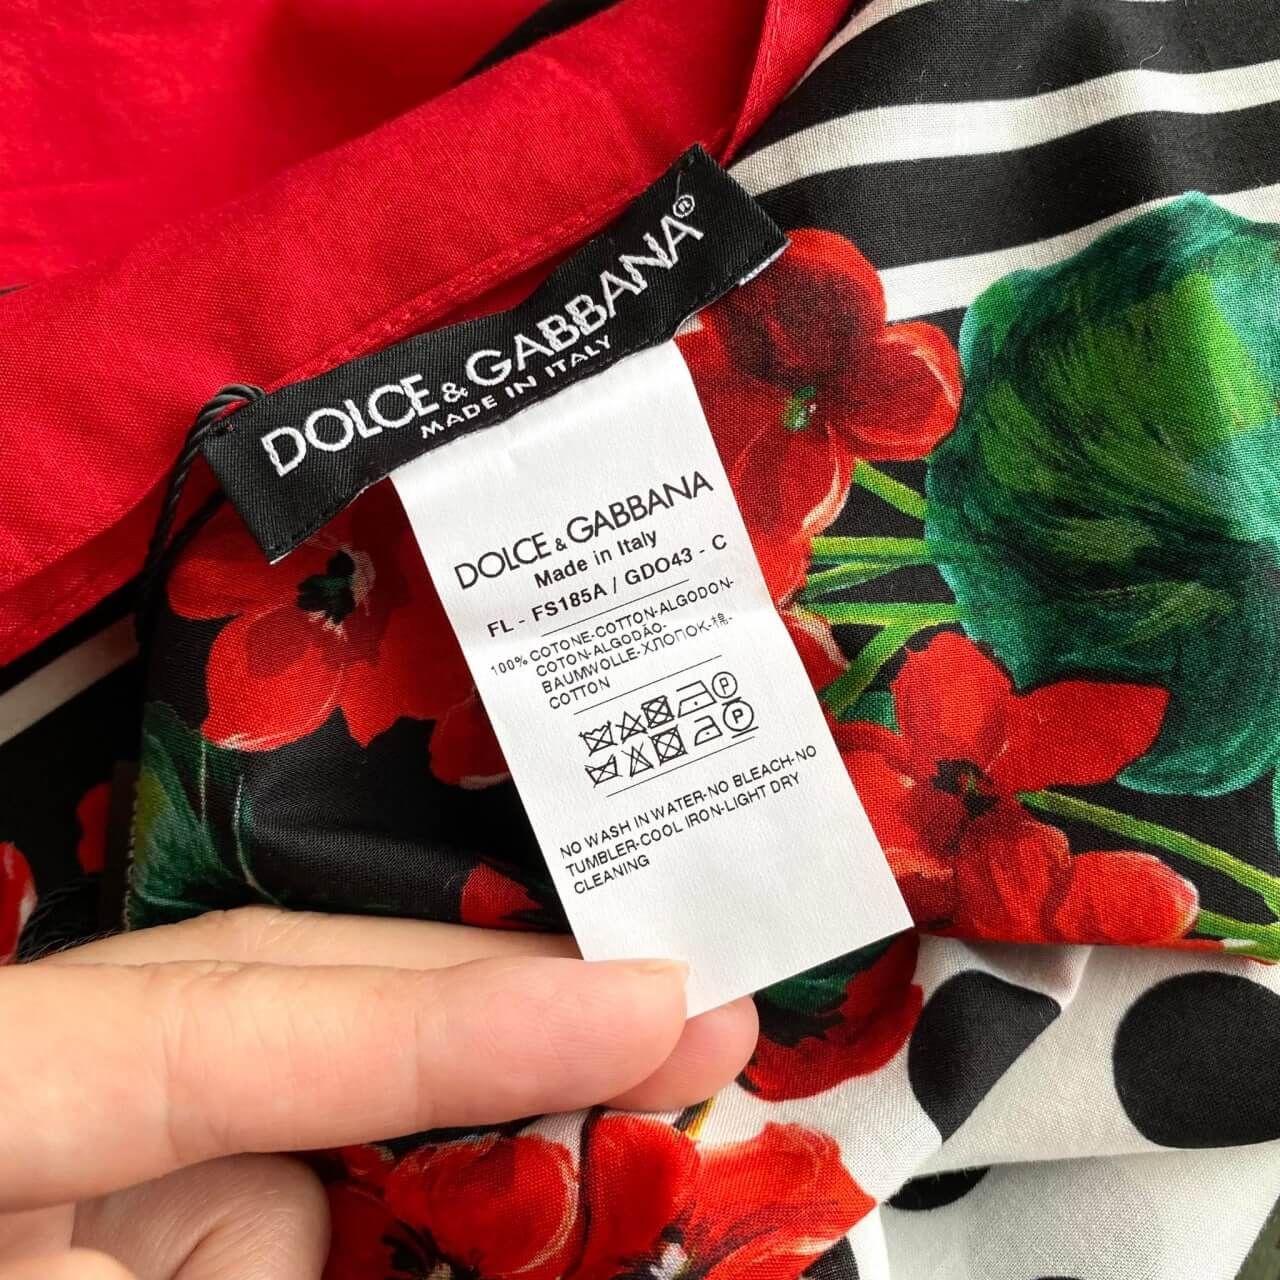 DOLCE & GABBANA
MADE IN ITALY
DOLCE & GABBANA
Made in Italy
FL - FS185A / GDO43 - C
100% COTONE-COTTON-ALGODON-
COTON-ALGODÃO-
BAUMWOLLE-ХЛОПОК-棉-
COTTON
P
P
NO WASH IN WATER-NO BLEACH-NO
TUMBLER-COOL IRON-LIGHT DRY
CLEANING